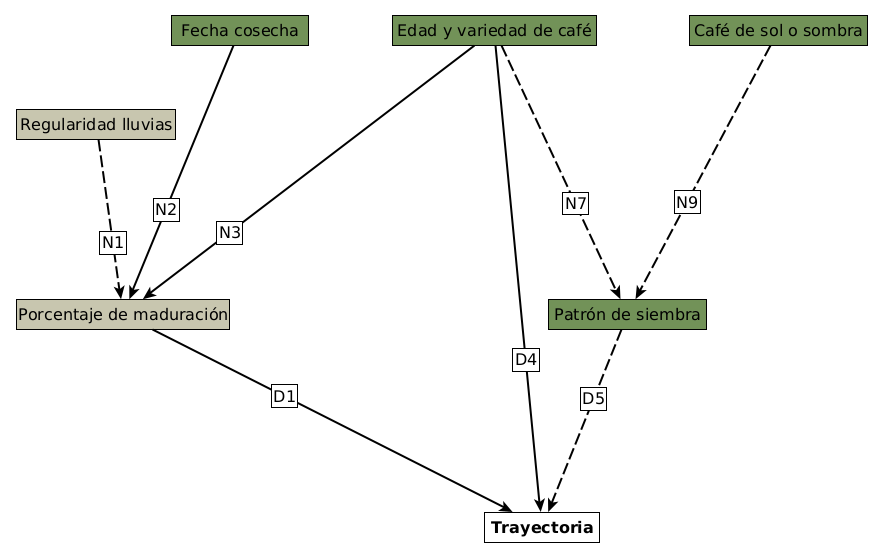 Fecha cosecha
Edad y variedad de café
Café de sol o sombra
Regularidad lluvias
N2
N7
N9
N3
N1
Porcentaje de maduración
Patrón de siembra
D4
D1
D5
Trayectoria